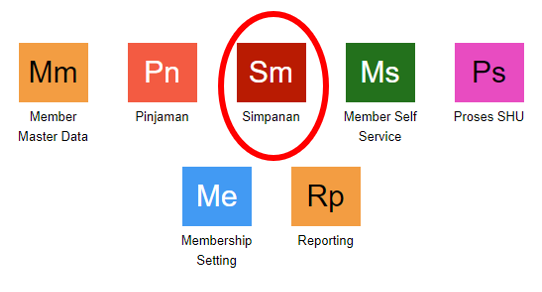 Mm Pn Sm Ms Ps
Member Pinjaman Simpanan Member Self Proses SHU
Master Data Service
Me Rp
Membership Reporting
Setting